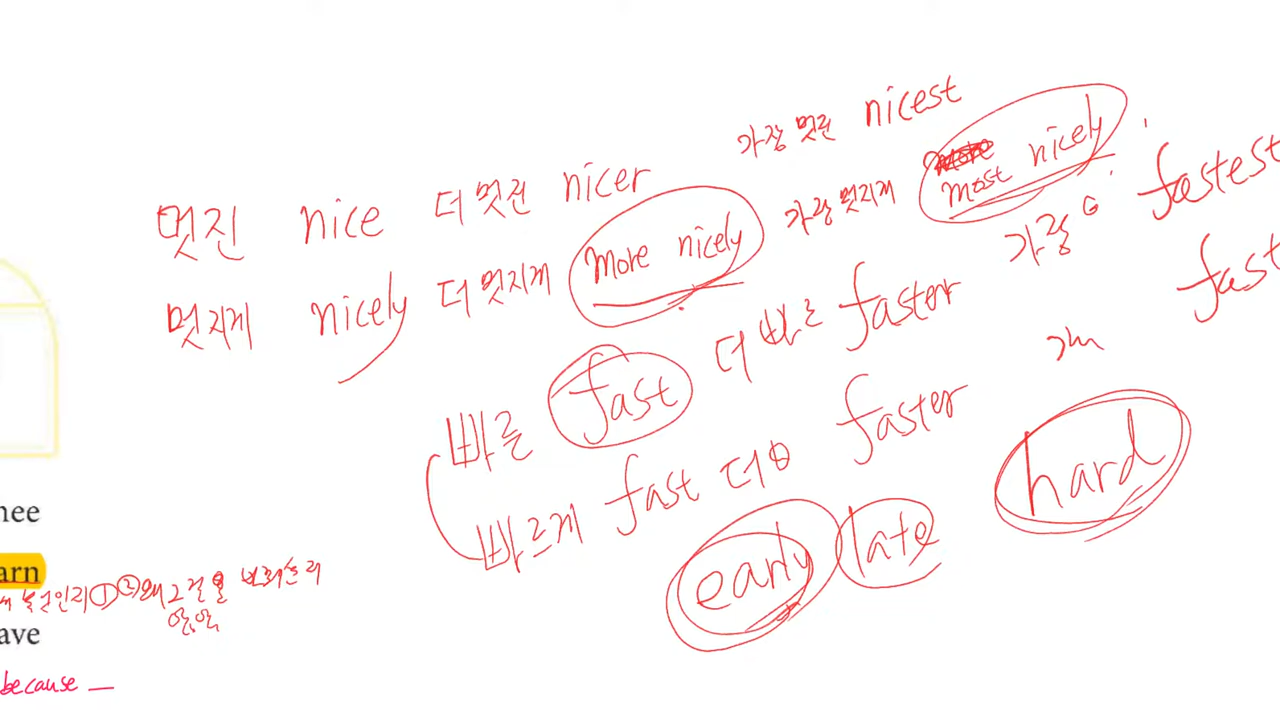 멋진 nice 더 멋진 nicer 가장 멋진 nicest
멋지게 nicely 더 멋지게 more nicely 가장 멋지게 most nicely
빠른 fast 더 빠른 faster 가장 fastest
빠르게 fast 더 faster fast
early late hard
nee
arn
ave
because